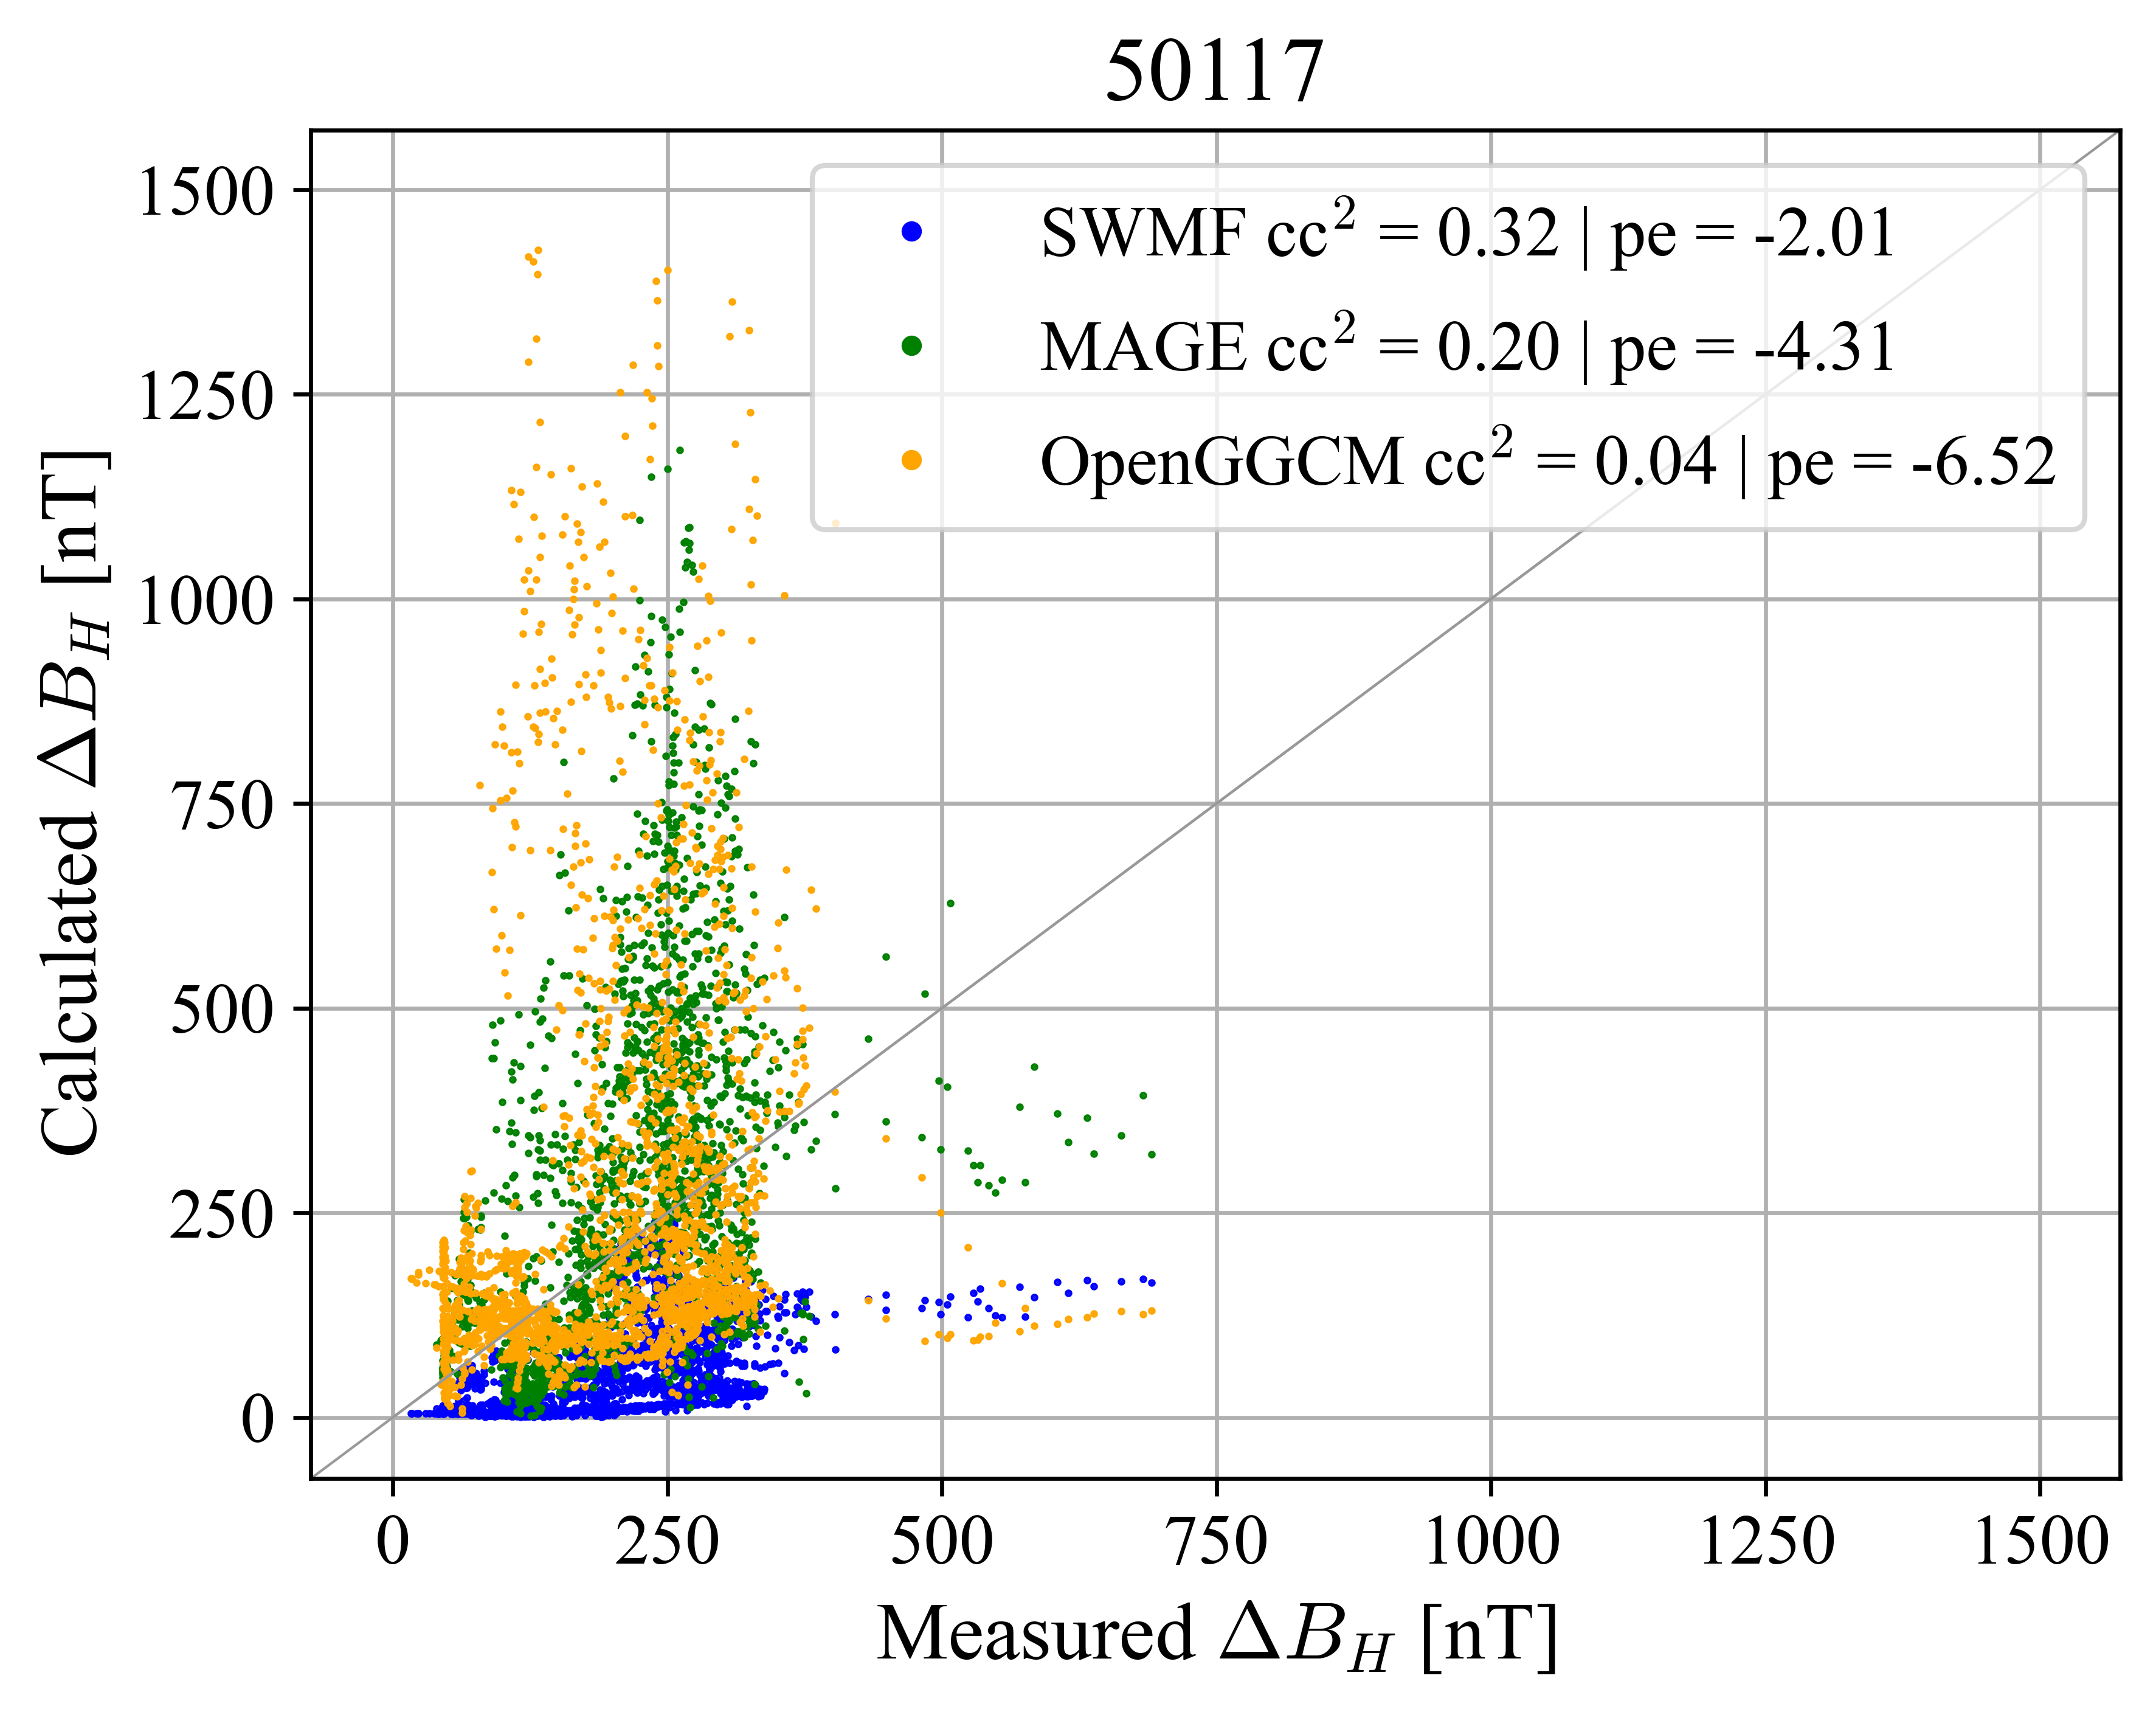 50117
1500
1250
1000
750
500
250
0
Calculated ΔB_H [nT]
SWMF cc² = 0.32 | pe = -2.01
MAGE cc² = 0.20 | pe = -4.31
OpenGGCM cc² = 0.04 | pe = -6.52
0 250 500 750 1000 1250 1500
Measured ΔB_H [nT]